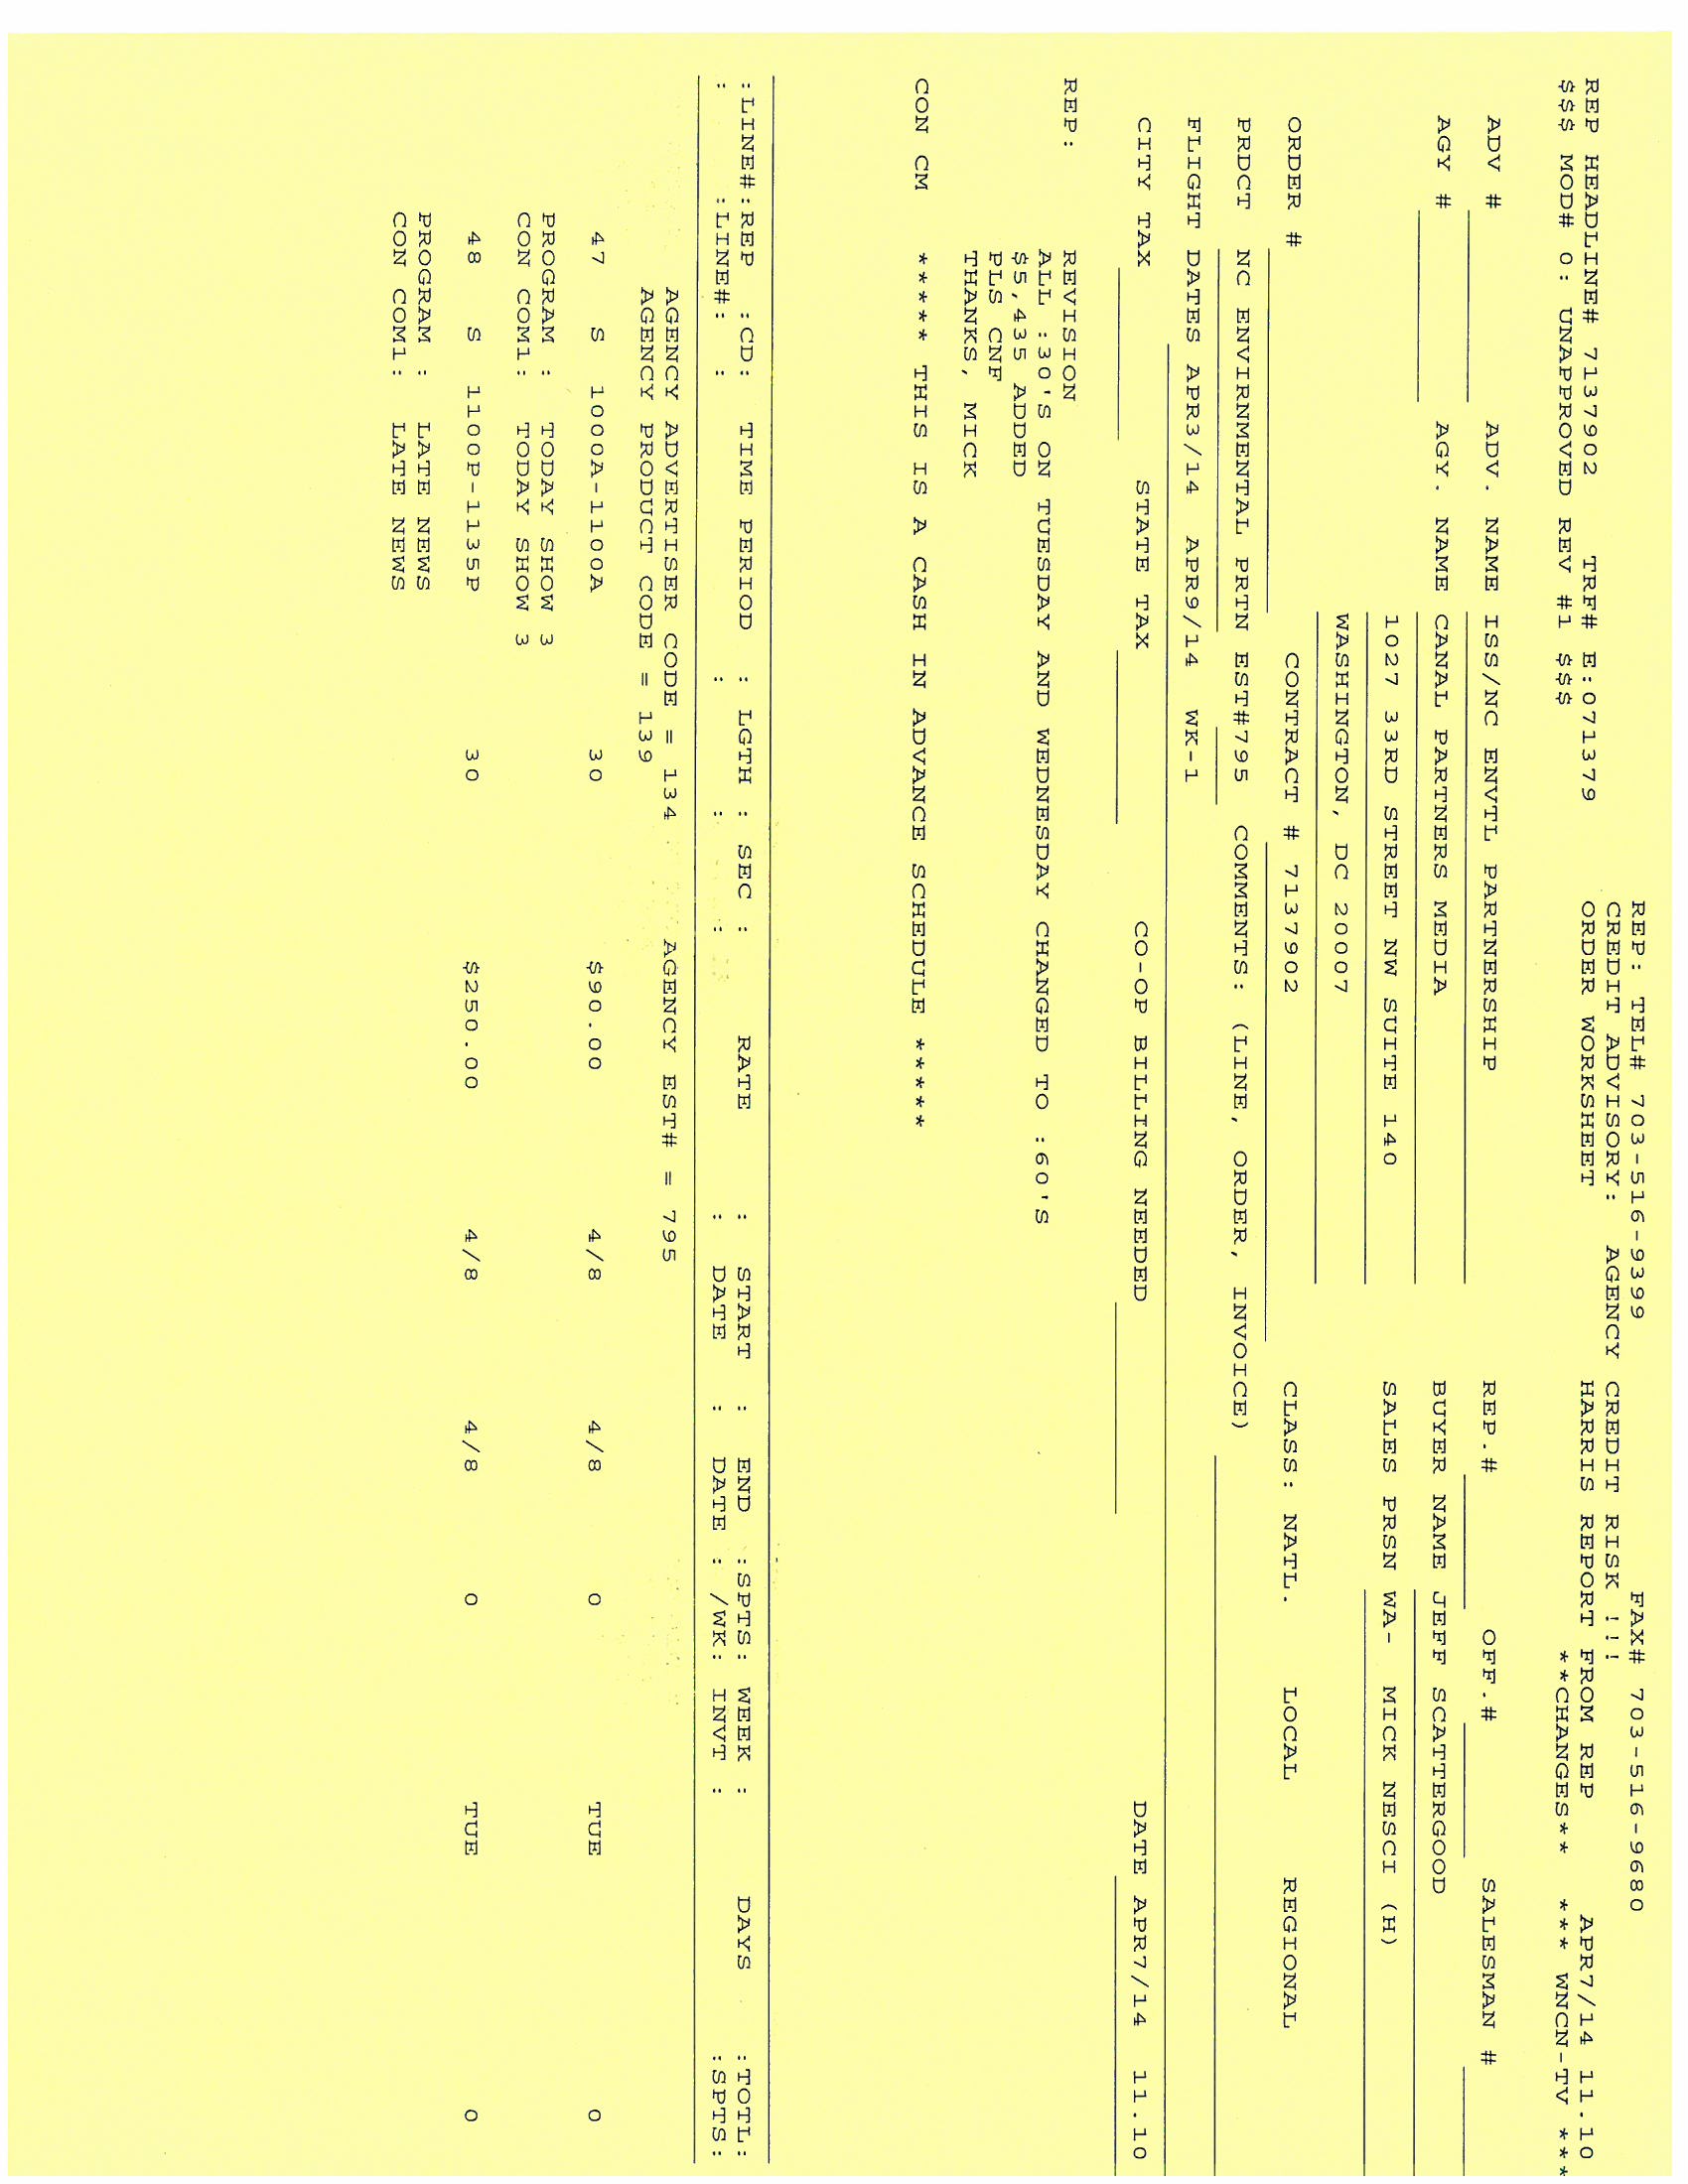 REP: TEL# 703-516-9399 FAX# 703-516-9680
CREDIT ADVISORY: AGENCY CREDIT RISK !!!
REP HEADLINE# 7137902 TRF# E:071379 ORDER WORKSHEET HARRIS REPORT FROM REP APR7/14 11.10
$$$ MOD# 0: UNAPPROVED REV #1 $$$ **CHANGES** *** WNCN-TV ***
ADV # ADV. NAME ISS/NC ENVTL PARTNERSHIP REP.# OFF.# SALESMAN #
AGY # AGY. NAME CANAL PARTNERS MEDIA BUYER NAME JEFF SCATTERGOOD
1027 33RD STREET NW SUITE 140 SALES PRSN WA- MICK NESCI (H)
WASHINGTON, DC 20007
ORDER # CONTRACT # 7137902 CLASS: NATL. LOCAL REGIONAL
PRDCT NC ENVIRNMENTAL PRTN EST#795 COMMENTS: (LINE, ORDER, INVOICE)
FLIGHT DATES APR3/14 APR9/14 WK-1
CITY TAX STATE TAX CO-OP BILLING NEEDED DATE APR7/14 11.10
REP: REVISION
ALL :30'S ON TUESDAY AND WEDNESDAY CHANGED TO :60'S
$5,435 ADDED
PLS CNF
THANKS, MICK
CON CM ***** THIS IS A CASH IN ADVANCE SCHEDULE *****
:LINE#:REP :CD: TIME PERIOD : LGTH : SEC : RATE : START : END :SPTS: WEEK : DAYS :TOTL:
: :LINE#: : : : : : DATE : DATE : /WK: INVT : :SPTS:
AGENCY ADVERTISER CODE = 134 AGENCY EST# = 795
AGENCY PRODUCT CODE = 139
47 S 1000A-1100A 30 $90.00 4/8 4/8 0 TUE 0
PROGRAM : TODAY SHOW 3
CON COM1: TODAY SHOW 3
48 S 1100P-1135P 30 $250.00 4/8 4/8 0 TUE 0
PROGRAM : LATE NEWS
CON COM1: LATE NEWS